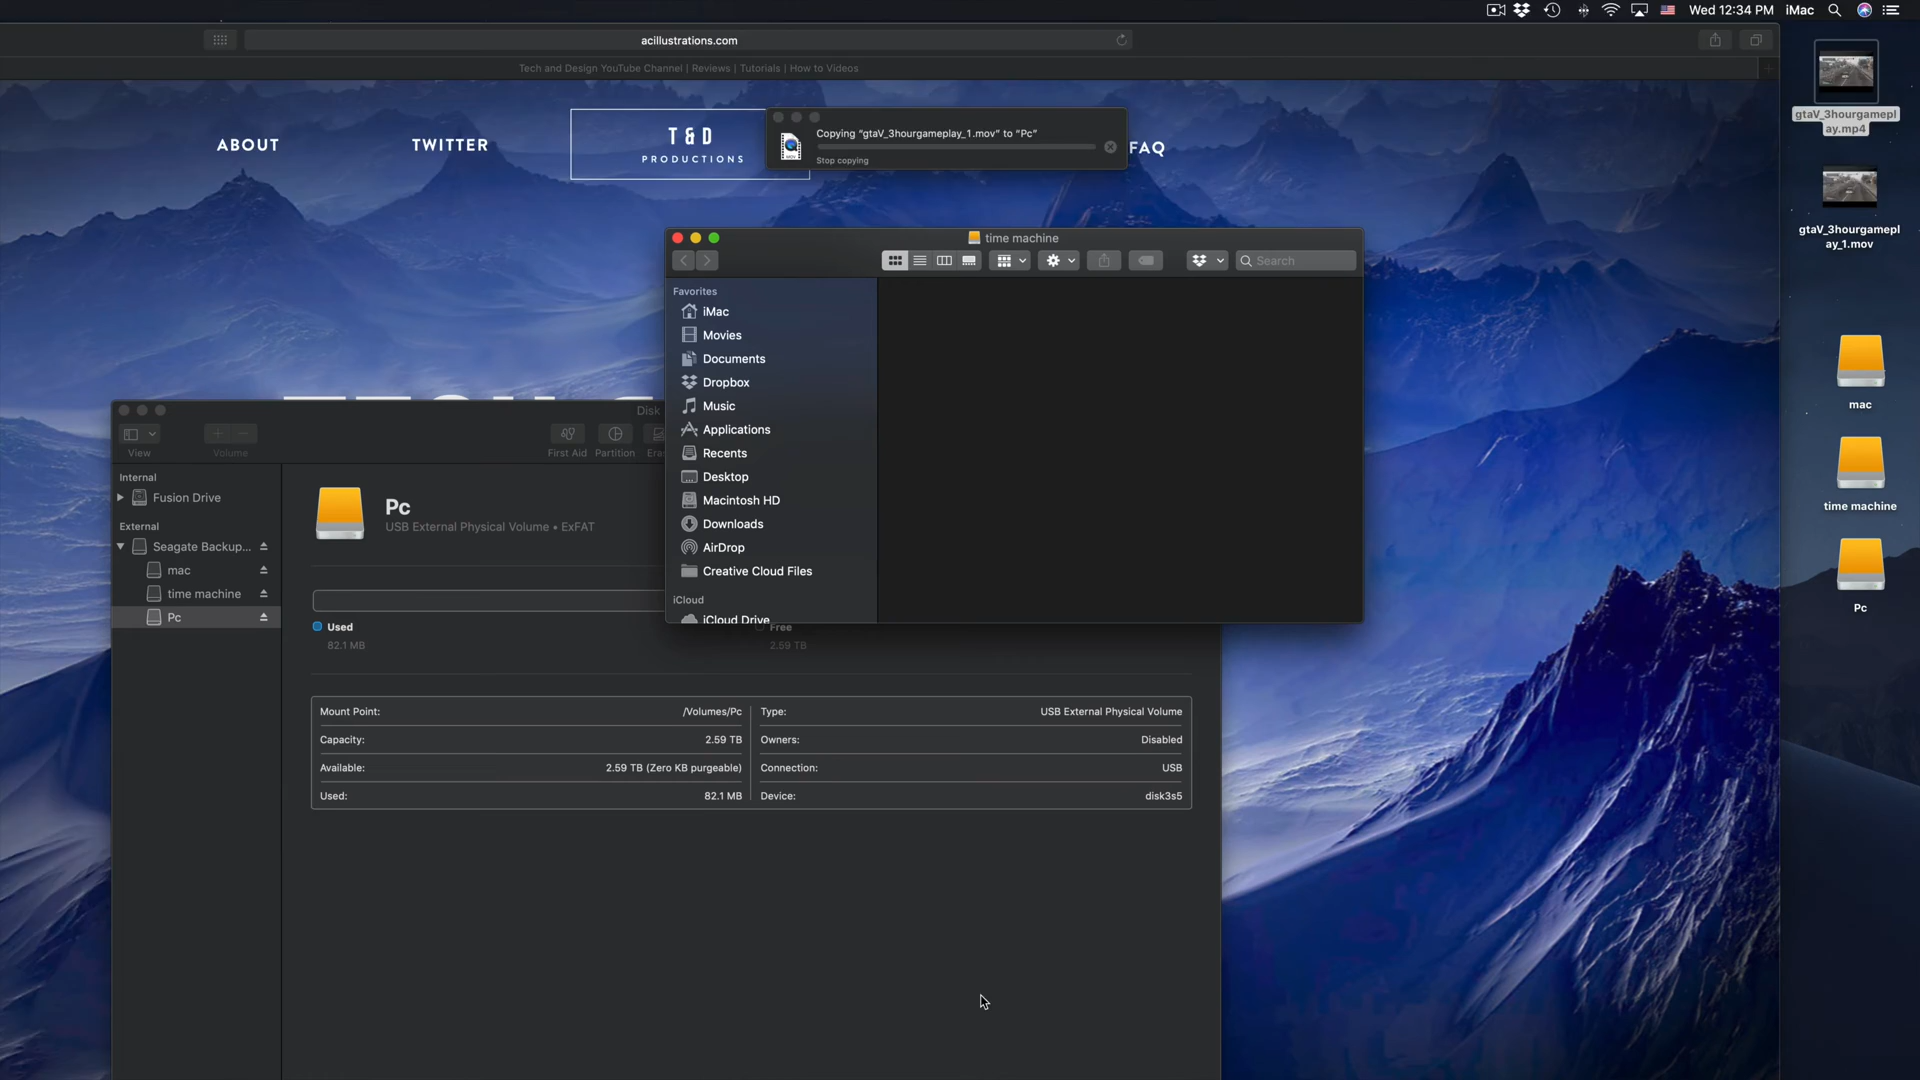 Wed 12:34 PM
iMac
acillustrations.com
Tech and Design YouTube Channel | Reviews | Tutorials | How to Videos
ABOUT
TWITTER
T & D
PRODUCTIONS
FAQ
Copying “gtaV_3hourgameplay_1.mov” to “Pc”
Stop copying
time machine
Search
Favorites
iMac
Movies
Documents
Dropbox
Music
Applications
Recents
Desktop
Macintosh HD
Downloads
AirDrop
Creative Cloud Files
iCloud
iCloud Drive
Disk
View
Volume
First Aid
Partition
Eras
Internal
Fusion Drive
External
Seagate Backup...
mac
time machine
Pc
Pc
USB External Physical Volume • ExFAT
Used
82.1 MB
Free
2.59 TB
Mount Point:
/Volumes/Pc
Type:
USB External Physical Volume
Capacity:
2.59 TB
Owners:
Disabled
Available:
2.59 TB (Zero KB purgeable)
Connection:
USB
Used:
82.1 MB
Device:
disk3s5
gtaV_3hourgamepl
ay.mp4
gtaV_3hourgamepl
ay_1.mov
mac
time machine
Pc